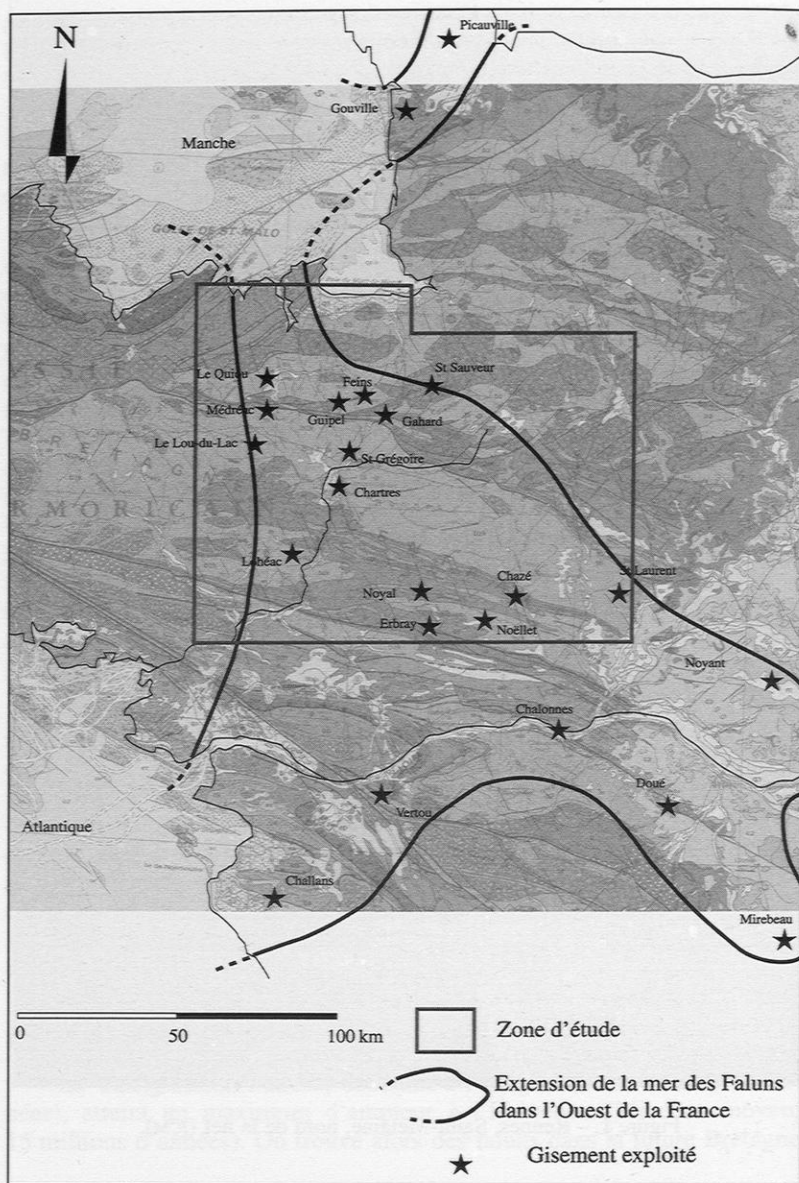 Picauville
N
Gouville
Manche
GOLFE DE ST-MALO
Le Quiou
Feins
St Sauveur
Médréac
Guipel
Gahard
BRETAGNE
Le Lou-du-Lac
St Grégoire
Chartres
Lohéac
Noyal
Chazé
St Laurent
Erbray
Noëllet
Noyant
Chalonnes
Doué
Vertou
Atlantique
Challans
Mirebeau
0 50 100 km
Zone d'étude
Extension de la mer des Faluns
dans l'Ouest de la France
Gisement exploité